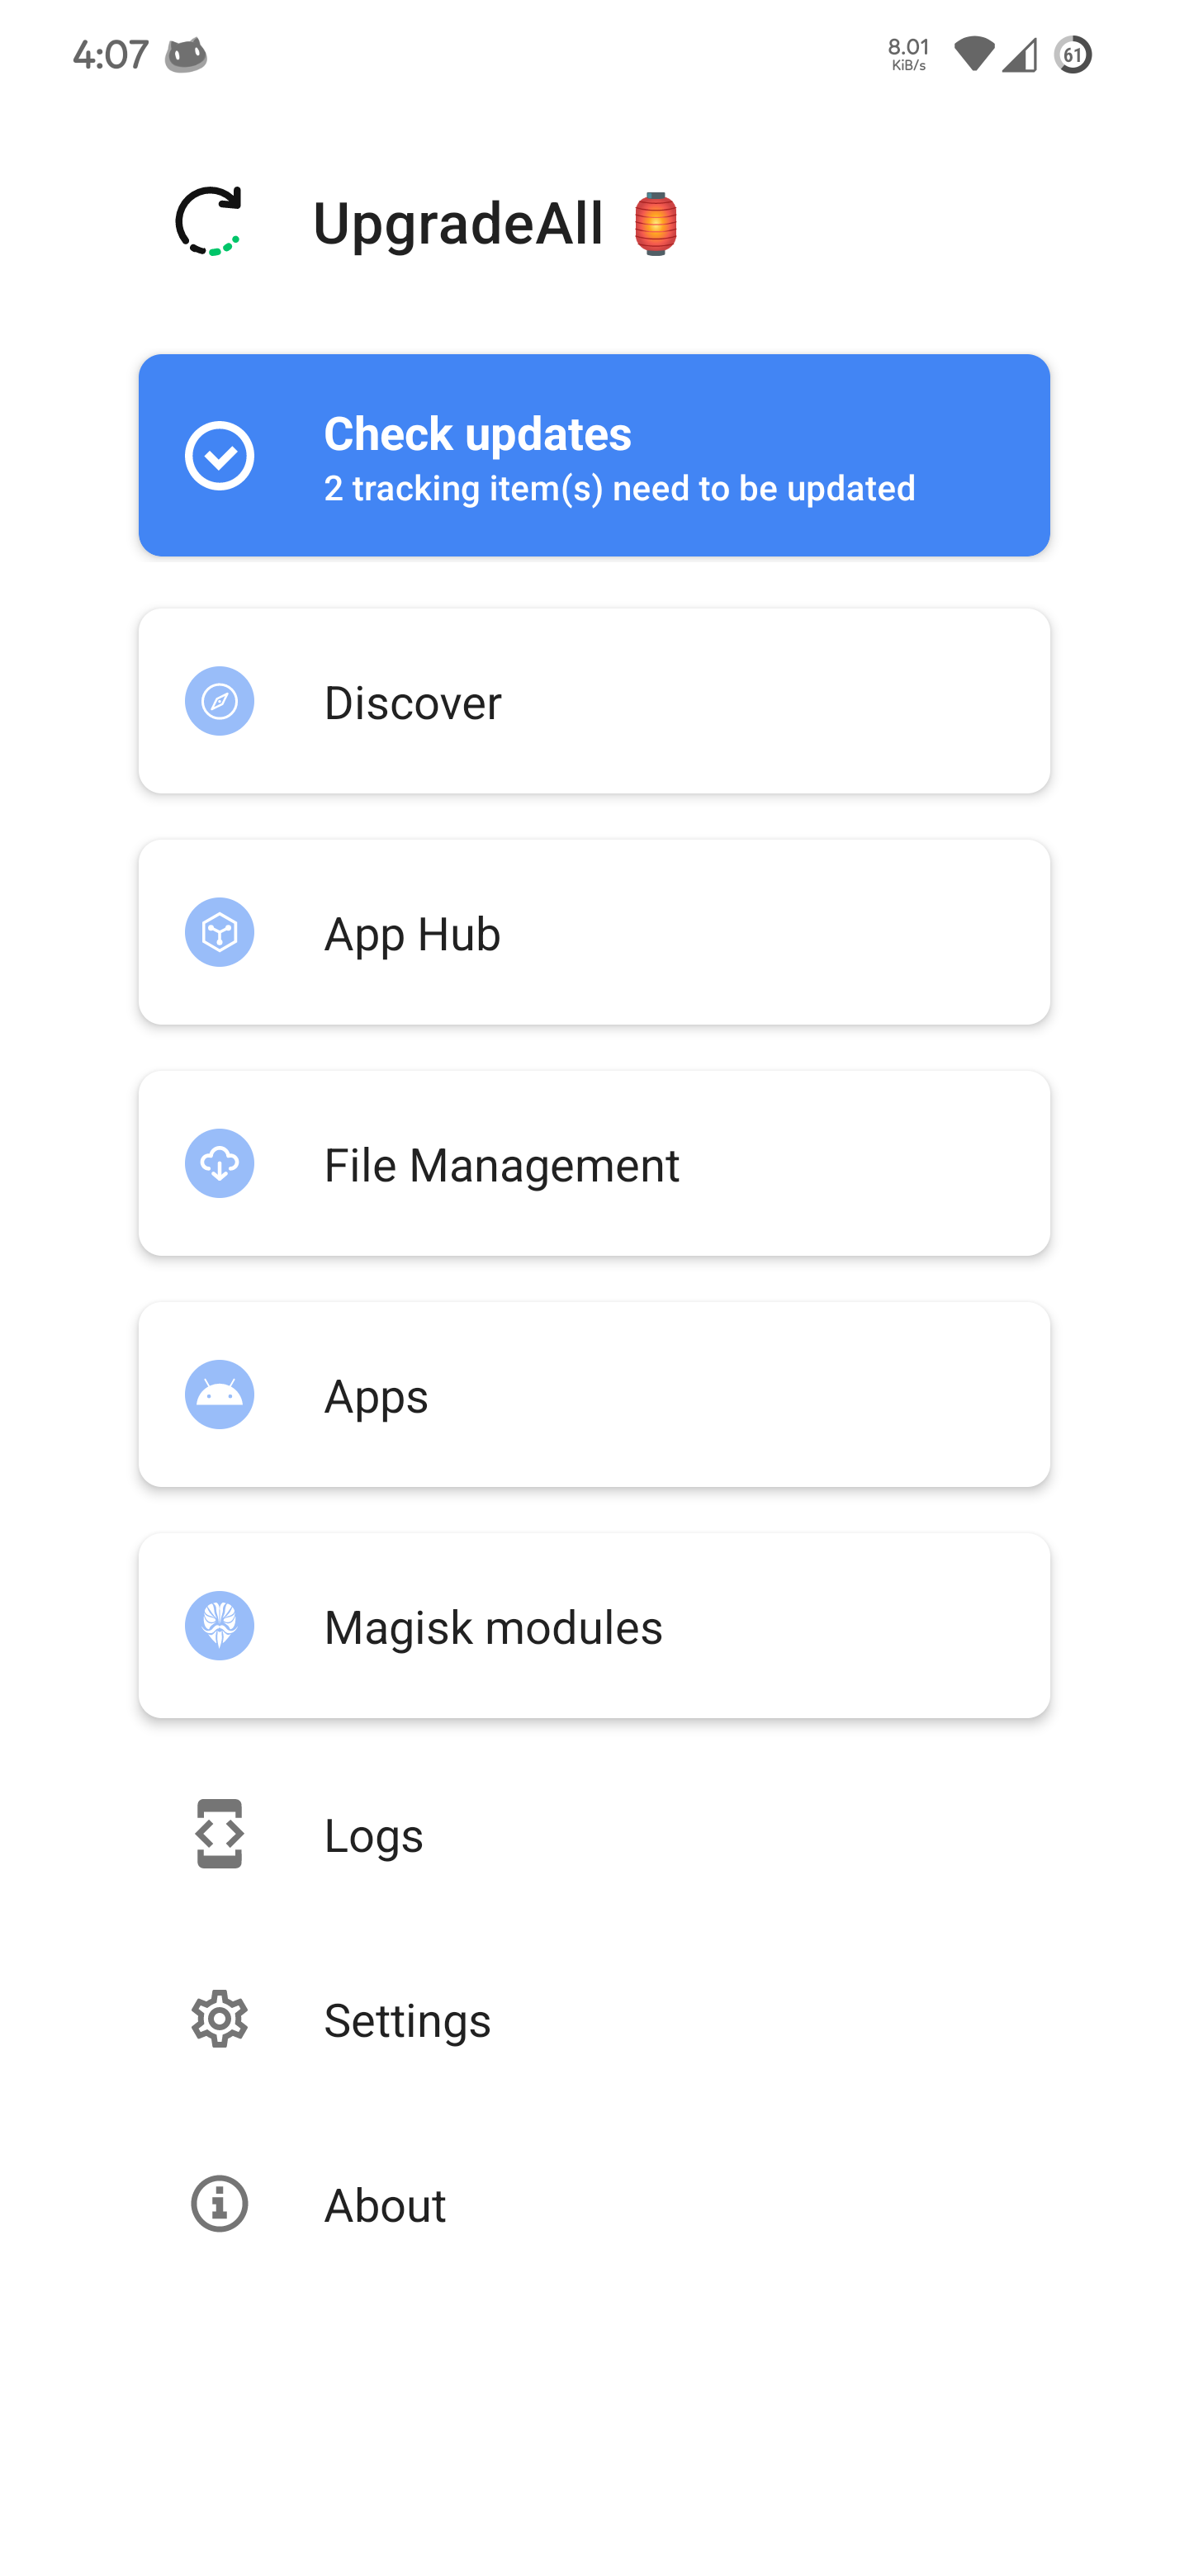 4:07
8.01
KiB/s
61
UpgradeAll 🏮
Check updates
2 tracking item(s) need to be updated
Discover
App Hub
File Management
Apps
Magisk modules
Logs
Settings
About